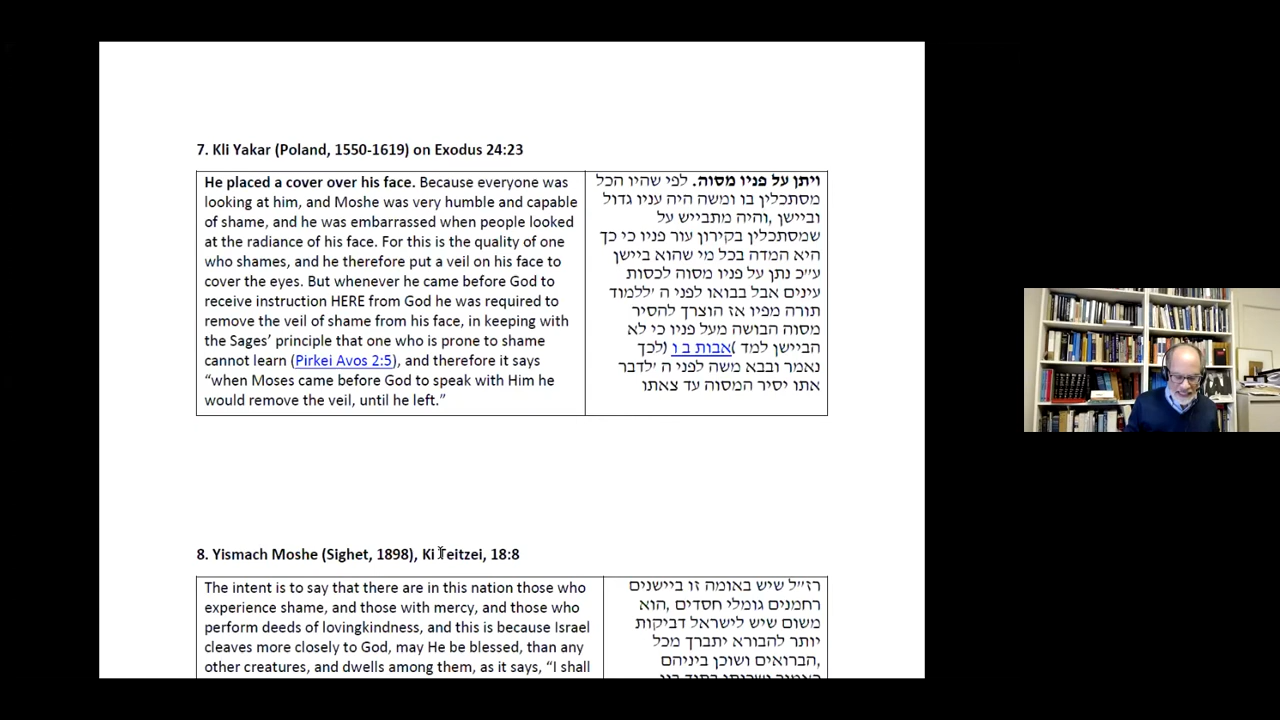 7. Kli Yakar (Poland, 1550-1619) on Exodus 24:23
He placed a cover over his face. Because everyone was
looking at him, and Moshe was very humble and capable
of shame, and he was embarrassed when people looked
at the radiance of his face. For this is the quality of one
who shames, and he therefore put a veil on his face to
cover the eyes. But whenever he came before God to
receive instruction HERE from God he was required to
remove the veil of shame from his face, in keeping with
the Sages’ principle that one who is prone to shame
cannot learn (Pirkei Avos 2:5), and therefore it says
“when Moses came before God to speak with Him he
would remove the veil, until he left.”
ויתן על פניו מסוה. לפי שהיו הכל
מסתכלין בו ומשה היה עניו גדול
וביישן ,והיה מתבייש על
שמסתכלין בקירון עור פניו כי כך
היא המדה בכל מי שהוא ביישן
ע״כ נתן על פניו מסוה לכסות
עינים אבל בבואו לפני ה ׳ללמוד
תורה מפיו אז הוצרך להסיר
מסוה הבושה מעל פניו כי לא
הביישן למד )אבות ב ו (לכך
נאמר ובבא משה לפני ה ׳לדבר
אתו יסיר המסוה עד צאתו
8. Yismach Moshe (Sighet, 1898), Ki Teitzei, 18:8
The intent is to say that there are in this nation those who
experience shame, and those with mercy, and those who
perform deeds of lovingkindness, and this is because Israel
cleaves more closely to God, may He be blessed, than any
other creatures, and dwells among them, as it says, “I shall
רז״ל שיש באומה זו ביישנים
רחמנים גומלי חסדים ,הוא
משום שיש לישראל דביקות
יותר להבורא יתברך מכל
,הברואים ושוכן ביניהם